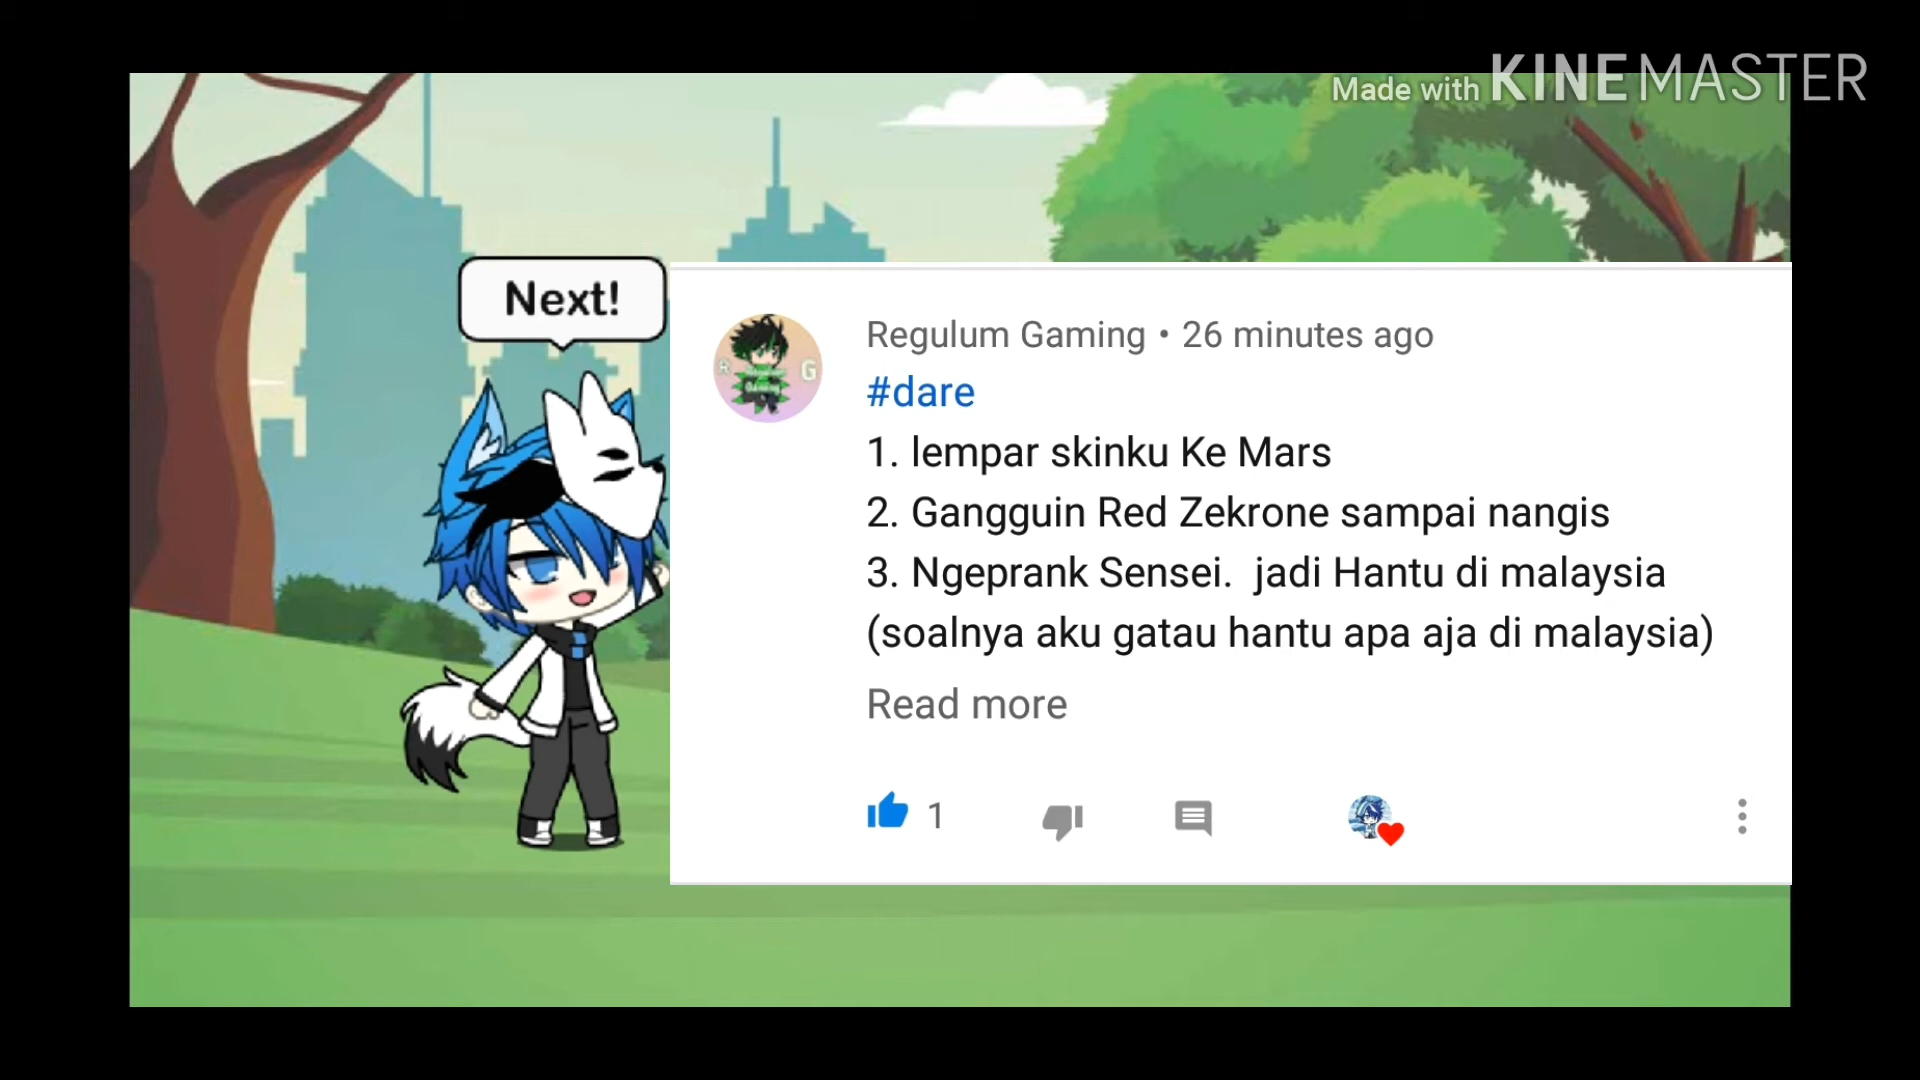 Made with KINEMASTER
Next!
Regulum Gaming • 26 minutes ago
#dare
1. lempar skinku Ke Mars
2. Gangguin Red Zekrone sampai nangis
3. Ngeprank Sensei.  jadi Hantu di malaysia
(soalnya aku gatau hantu apa aja di malaysia)
Read more
1
R G